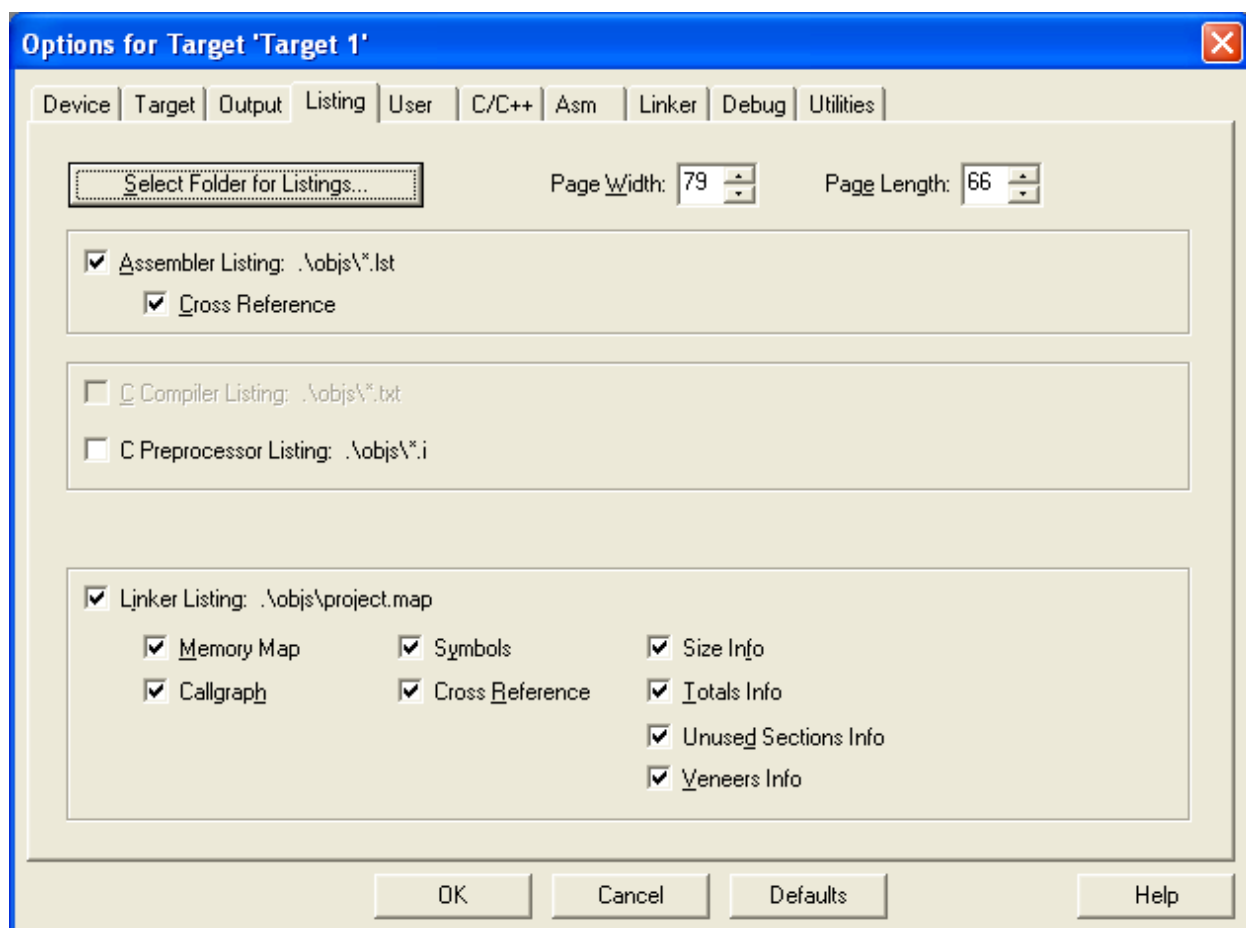 Options for Target 'Target 1'
Device Target Output Listing User C/C++ Asm Linker Debug Utilities
Select Folder for Listings... Page Width: 79 Page Length: 66
Assembler Listing: .\objs\*.lst
Cross Reference
C Compiler Listing: .\objs\*.txt
C Preprocessor Listing: .\objs\*.i
Linker Listing: .\objs\project.map
Memory Map Symbols Size Info
Callgraph Cross Reference Totals Info
Unused Sections Info
Veneers Info
OK Cancel Defaults Help